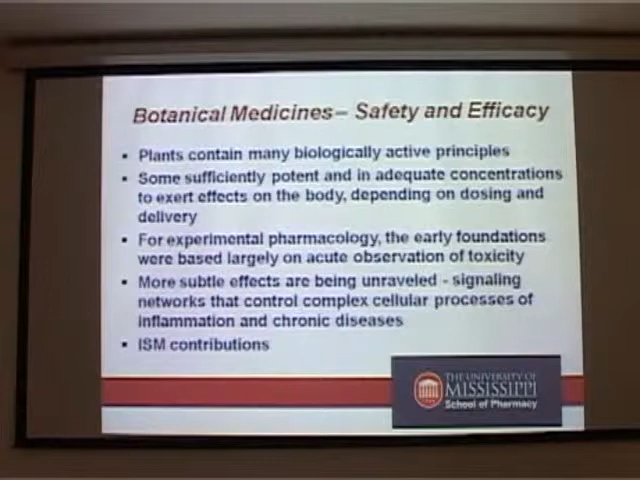 Botanical Medicines– Safety and Efficacy
▪ Plants contain many biologically active principles
▪ Some sufficiently potent and in adequate concentrations
to exert effects on the body, depending on dosing and
delivery
▪ For experimental pharmacology, the early foundations
were based largely on acute observation of toxicity
▪ More subtle effects are being unraveled - signaling
networks that control complex cellular processes of
inflammation and chronic diseases
▪ ISM contributions
THE UNIVERSITY OF
MISSISSIPPI
School of Pharmacy